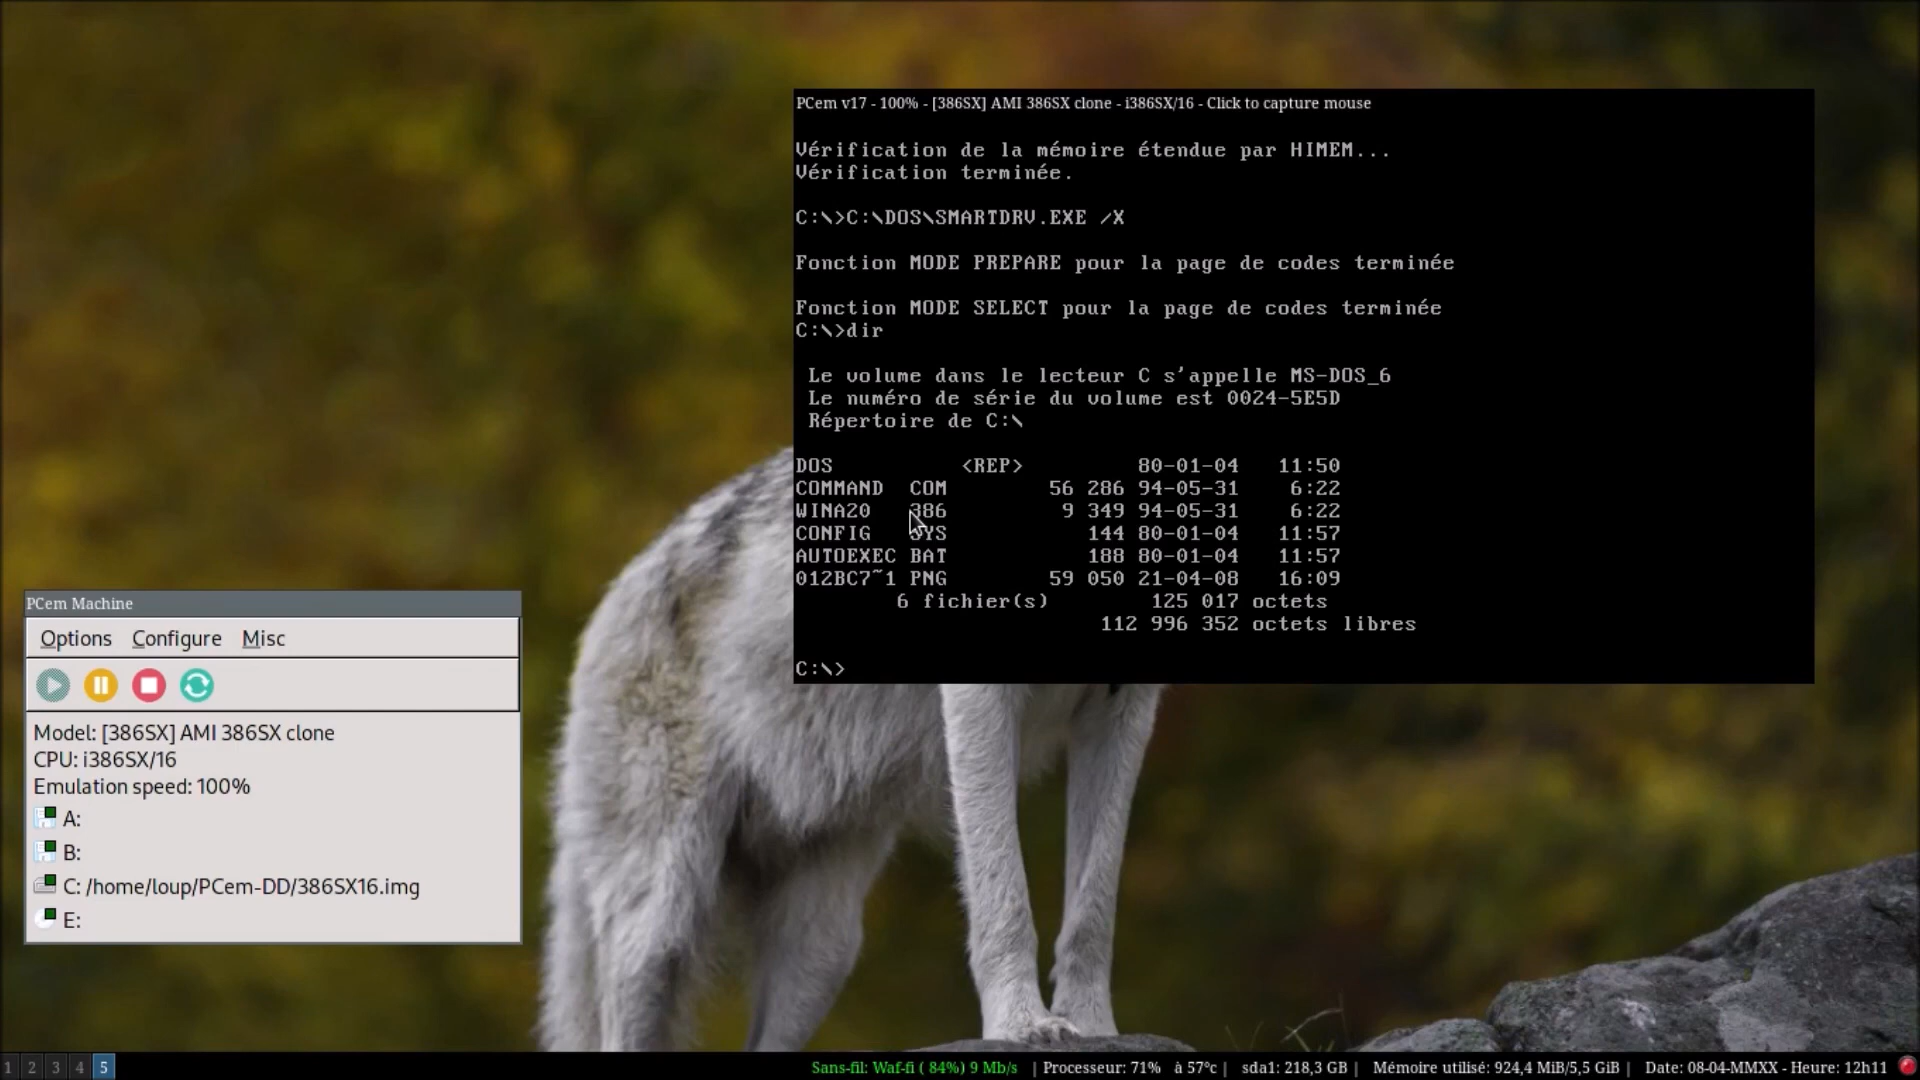 PCem v17 - 100% - [386SX] AMI 386SX clone - i386SX/16 - Click to capture mouse
Vérification de la mémoire étendue par HIMEM...
Vérification terminée.
C:\>C:\DOS\SMARTDRV.EXE /X
Fonction MODE PREPARE pour la page de codes terminée
Fonction MODE SELECT pour la page de codes terminée
C:\>dir
Le volume dans le lecteur C s'appelle MS-DOS_6
Le numéro de série du volume est 0024-5E5D
Répertoire de C:\
DOS <REP> 80-01-04 11:50
COMMAND COM 56 286 94-05-31 6:22
WINA20 386 9 349 94-05-31 6:22
CONFIG SYS 144 80-01-04 11:57
AUTOEXEC BAT 188 80-01-04 11:57
012BC7~1 PNG 59 050 21-04-08 16:09
6 fichier(s) 125 017 octets
112 996 352 octets libres
C:\>
PCem Machine
Options Configure Misc
Model: [386SX] AMI 386SX clone
CPU: i386SX/16
Emulation speed: 100%
A:
B:
C: /home/loup/PCem-DD/386SX16.img
E:
1 2 3 4 5 Sans-fil: Waf-fi ( 84%) 9 Mb/s | Processeur: 71% à 57°c | sda1: 218,3 GB | Mémoire utilisé: 924,4 MiB/5,5 GiB | Date: 08-04-MMXX - Heure: 12h11